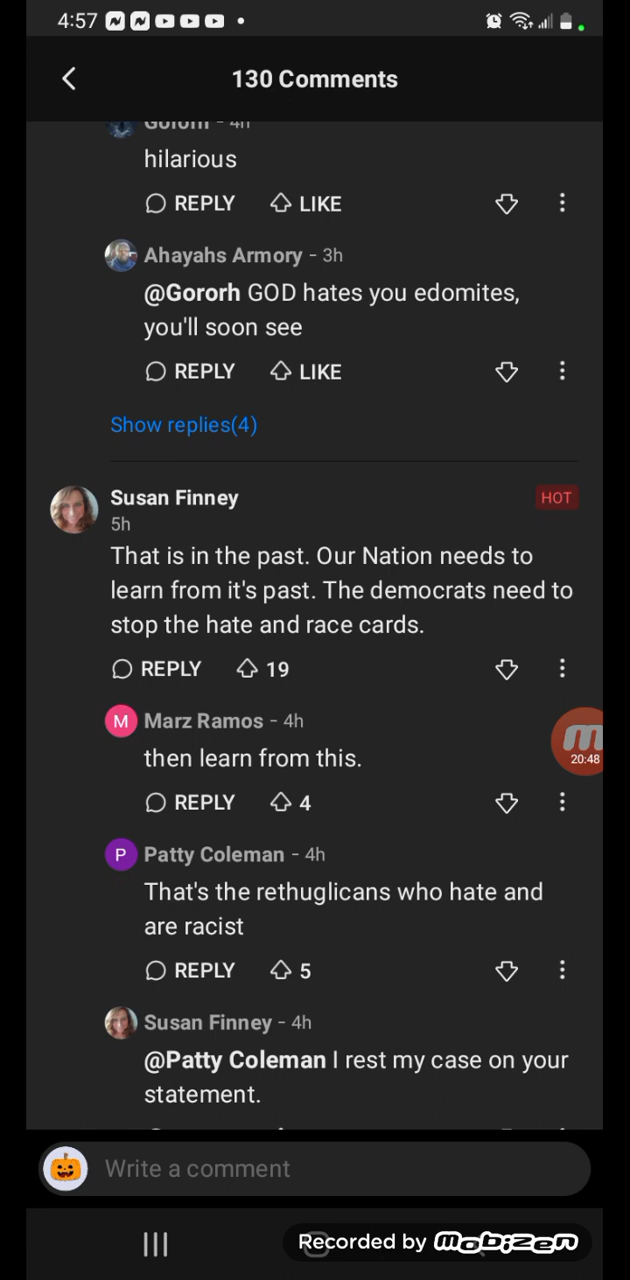 4:57
130 Comments
- 4h
hilarious
REPLY LIKE
Ahayahs Armory - 3h
@Gororh GOD hates you edomites,
you'll soon see
REPLY LIKE
Show replies(4)
Susan Finney HOT
5h
That is in the past. Our Nation needs to
learn from it's past. The democrats need to
stop the hate and race cards.
REPLY 19
M Marz Ramos - 4h
then learn from this.
REPLY 4
20:48
P Patty Coleman - 4h
That's the rethuglicans who hate and
are racist
REPLY 5
Susan Finney - 4h
@Patty Coleman I rest my case on your
statement.
Write a comment
Recorded by mobizen